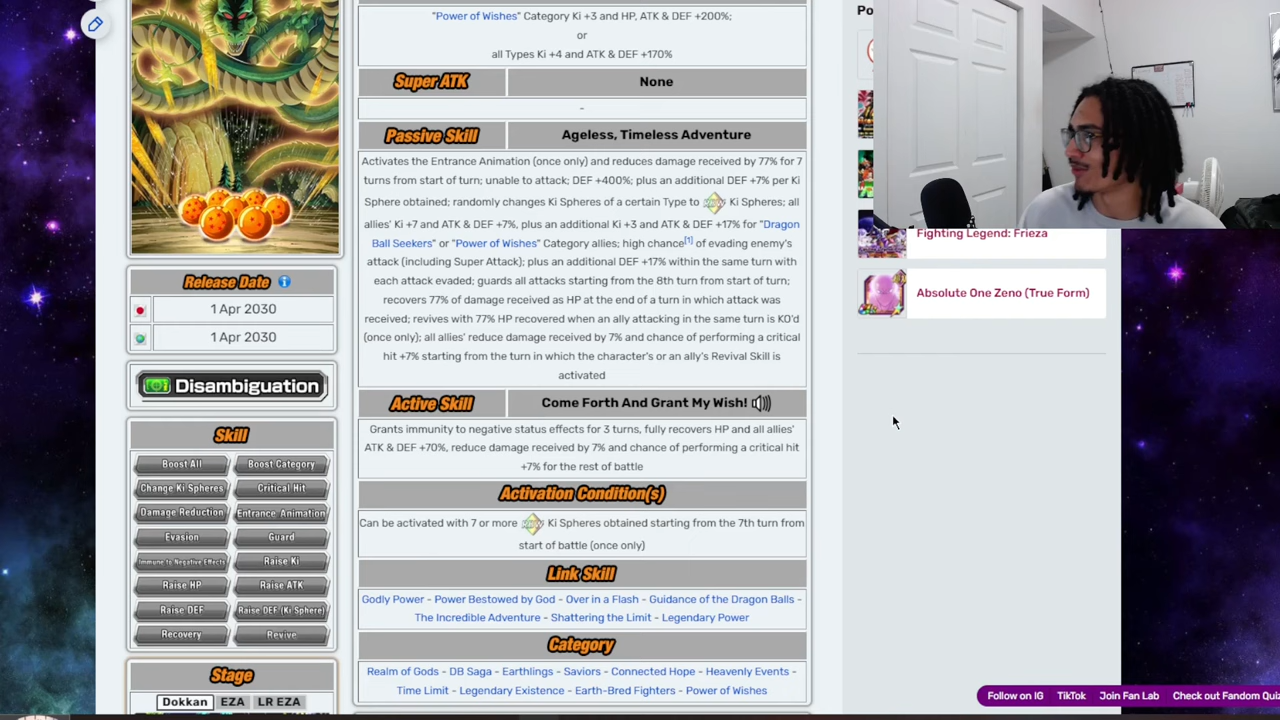 "Power of Wishes" Category Ki +3 and HP, ATK & DEF +200%;
or
all Types Ki +4 and ATK & DEF +170%
Super ATK
None
-
Passive Skill
Ageless, Timeless Adventure
Activates the Entrance Animation (once only) and reduces damage received by 77% for 7
turns from start of turn; unable to attack; DEF +400%; plus an additional DEF +7% per Ki
Sphere obtained; randomly changes Ki Spheres of a certain Type to Ki Spheres; all
allies' Ki +7 and ATK & DEF +7%, plus an additional Ki +3 and ATK & DEF +17% for "Dragon
Ball Seekers" or "Power of Wishes" Category allies; high chance[1] of evading enemy's
attack (including Super Attack); plus an additional DEF +17% within the same turn with
each attack evaded; guards all attacks starting from the 8th turn from start of turn;
recovers 77% of damage received as HP at the end of a turn in which attack was
received; revives with 77% HP recovered when an ally attacking in the same turn is KO'd
(once only); all allies' reduce damage received by 7% and chance of performing a critical
hit +7% starting from the turn in which the character's or an ally's Revival Skill is
activated
Active Skill
Come Forth And Grant My Wish!
Grants immunity to negative status effects for 3 turns, fully recovers HP and all allies'
ATK & DEF +70%, reduce damage received by 7% and chance of performing a critical hit
+7% for the rest of battle
Activation Condition(s)
Can be activated with 7 or more Ki Spheres obtained starting from the 7th turn from
start of battle (once only)
Link Skill
Godly Power - Power Bestowed by God - Over in a Flash - Guidance of the Dragon Balls -
The Incredible Adventure - Shattering the Limit - Legendary Power
Category
Realm of Gods - DB Saga - Earthlings - Saviors - Connected Hope - Heavenly Events -
Time Limit - Legendary Existence - Earth-Bred Fighters - Power of Wishes
Release Date
1 Apr 2030
1 Apr 2030
Disambiguation
Skill
Boost All
Boost Category
Change Ki Spheres
Critical Hit
Damage Reduction
Entrance Animation
Evasion
Guard
Immune to Negative Effects
Raise Ki
Raise HP
Raise ATK
Raise DEF
Raise DEF (Ki Sphere)
Recovery
Revive
Stage
Dokkan
EZA
LR EZA
Po
Fighting Legend: Frieza
Absolute One Zeno (True Form)
Follow on IG
TikTok
Join Fan Lab
Check out Fandom Quiz